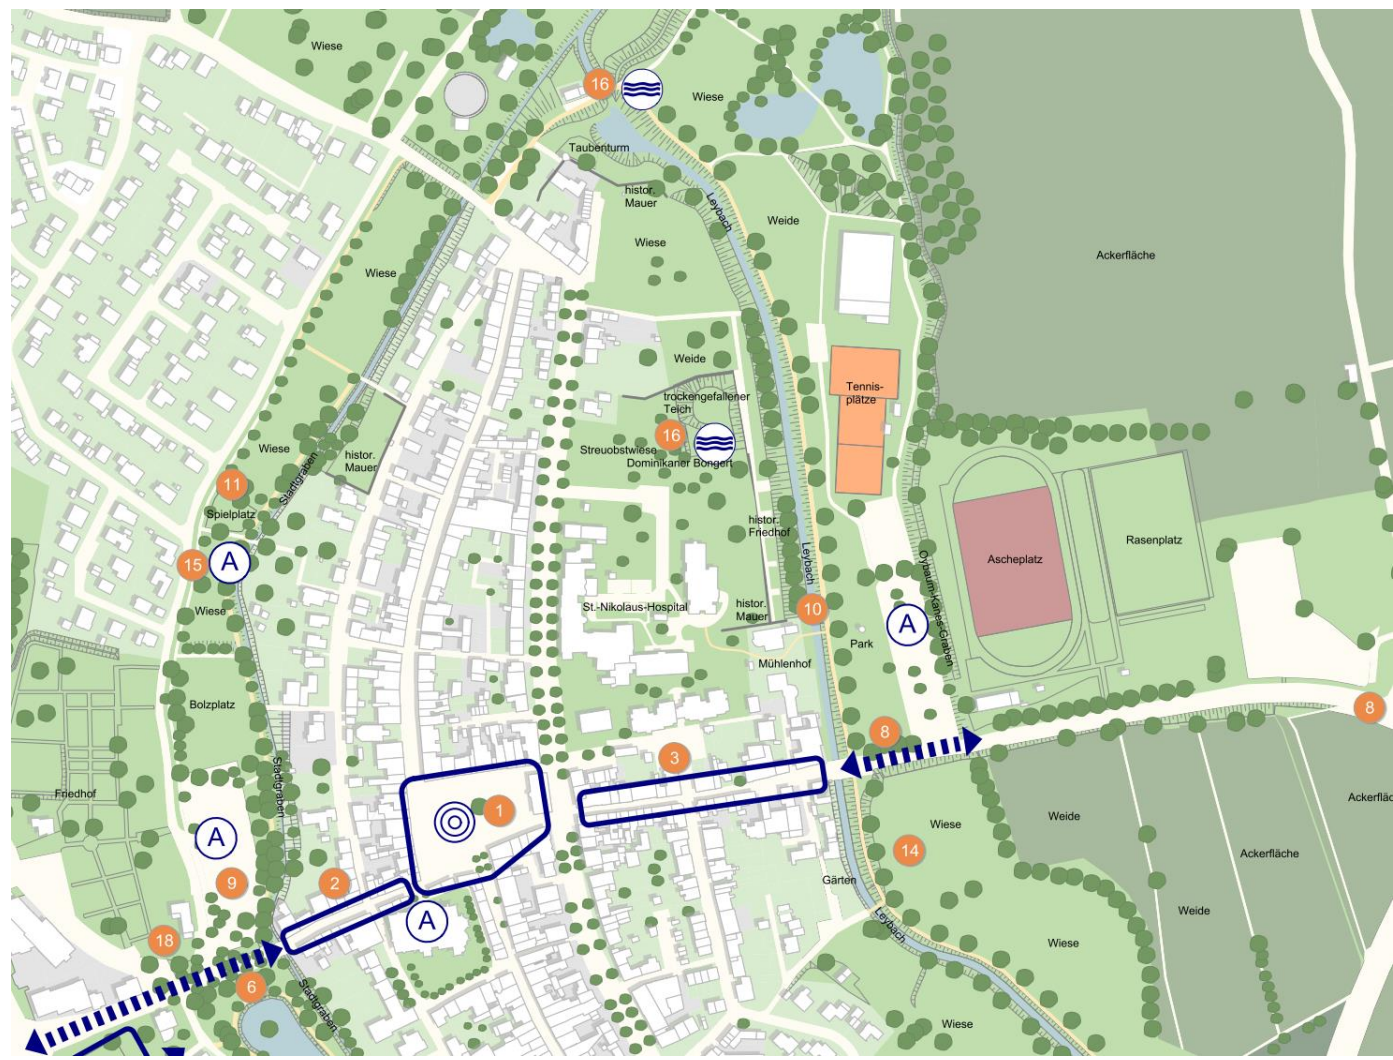 Wiese
16
Wiese
Taubenturm
histor.
Mauer
Leybach
Weide
Wiese
Wiese
Ackerfläche
Weide
Tennis-
plätze
trockengefallener
Teich
16
Streuobstwiese
Dominikaner Bongert
Wiese
histor.
Mauer
Stadtgraben
11
Spielplatz
15
A
Wiese
histor.
Friedhof
Leybach
Rasenplatz
Ascheplatz
Oybaum-Kanes-Graben
St.-Nikolaus-Hospital
histor.
Mauer
10
A
Park
Mühlenhof
Bolzplatz
8
8
3
Stadtgraben
Friedhof
1
A
Wiese
Weide
Ackerfläc
14
Ackerfläche
9
2
Gärten
A
Weide
Leybach
18
Wiese
6
Stadtgraben
Wiese